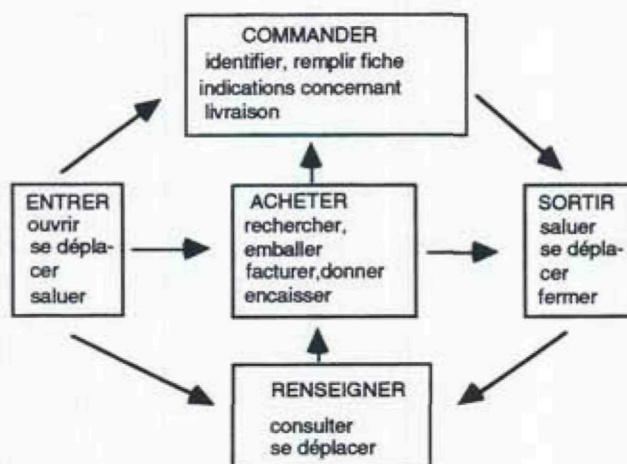 COMMANDER
identifier, remplir fiche
indications concernant
livraison
ENTRER
ouvrir
se dépla-
cer
saluer
ACHETER
rechercher,
emballer
facturer,donner
encaisser
SORTIR
saluer
se dépla-
cer
fermer
RENSEIGNER
consulter
se déplacer